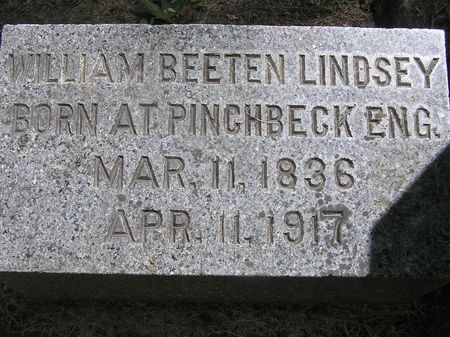 WILLIAM BEETEN LINDSEY
BORN AT PINCHBECK ENG.
MAR. 11, 1836
APR. 11, 1917